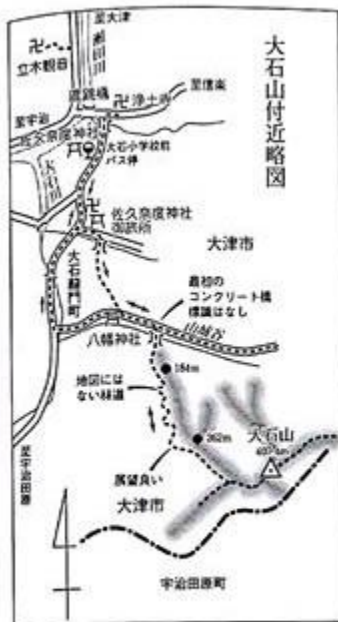 大石山付近略図
至大津
瀬田川
立木観音
鹿跳橋
浄土寺
至信楽
至宇治
佐久奈度神社
大石小学校前
バス停
佐久奈度神社
御旅所
大津市
大石龍門町
最初の
コンクリート橋
標識はなし
山城谷
八幡神社
184m
地図には
ない林道
262m
大石山
展望良い
至宇治田原
大津市
宇治田原町